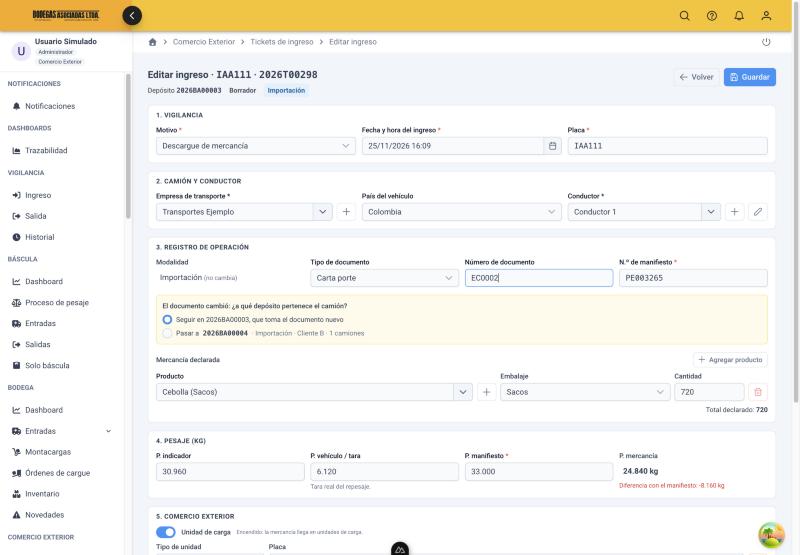 BODEGAS ASOCIADAS LTDA.
U
Usuario Simulado
Administrador
Comercio Exterior
NOTIFICACIONES
Notificaciones
DASHBOARDS
Trazabilidad
VIGILANCIA
Ingreso
Salida
Historial
BÁSCULA
Dashboard
Proceso de pesaje
Entradas
Salidas
Solo báscula
BODEGA
Dashboard
Entradas
Montacargas
Órdenes de cargue
Inventario
Novedades
COMERCIO EXTERIOR
Comercio Exterior > Tickets de ingreso > Editar ingreso
Editar ingreso · IAA111 · 2026T00298
Depósito 2026BA00003 Borrador Importación
Volver
Guardar
1. VIGILANCIA
Motivo * Fecha y hora del ingreso * Placa *
Descargue de mercancía 25/11/2026 16:09 IAA111
2. CAMIÓN Y CONDUCTOR
Empresa de transporte * País del vehículo Conductor *
Transportes Ejemplo Colombia Conductor 1
3. REGISTRO DE OPERACIÓN
Modalidad Tipo de documento Número de documento N.º de manifiesto *
Importación (no cambia) Carta porte EC0002 PE003265
El documento cambió: ¿a qué depósito pertenece el camión?
Seguir en 2026BA00003, que toma el documento nuevo
Pasar a 2026BA00004 · Importación · Cliente B · 1 camiones
Mercancía declarada
Agregar producto
Producto Embalaje Cantidad
Cebolla (Sacos) Sacos 720
Total declarado: 720
4. PESAJE (KG)
P. indicador P. vehículo / tara P. manifiesto * P. mercancía
30.960 6.120 33.000 24.840 kg
Tara real del repesaje. Diferencia con el manifiesto: -8.160 kg
5. COMERCIO EXTERIOR
Unidad de carga Encendido: la mercancía llega en unidades de carga.
Tipo de unidad Placa